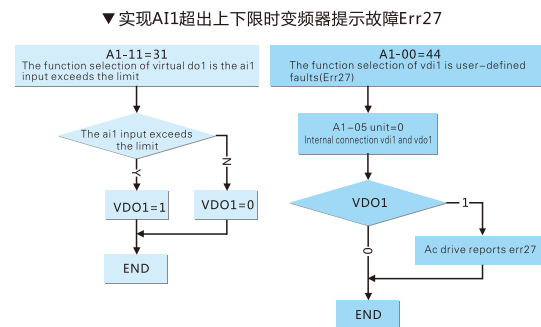 ▼实现AI1超出上下限时变频器提示故障Err27
A1-11=31
The function selection of virtual do1 is the ai1
input exceeds the limit
The ai1 input exceeds
the limit
Y
N
VDO1=1
VDO1=0
END
A1-00=44
The function selection of vdi1 is user-defined
faults(Err27)
A1-05 unit=0
Internal connection vdi1 and vdo1
VDO1
1
0
Ac drive reports err27
END